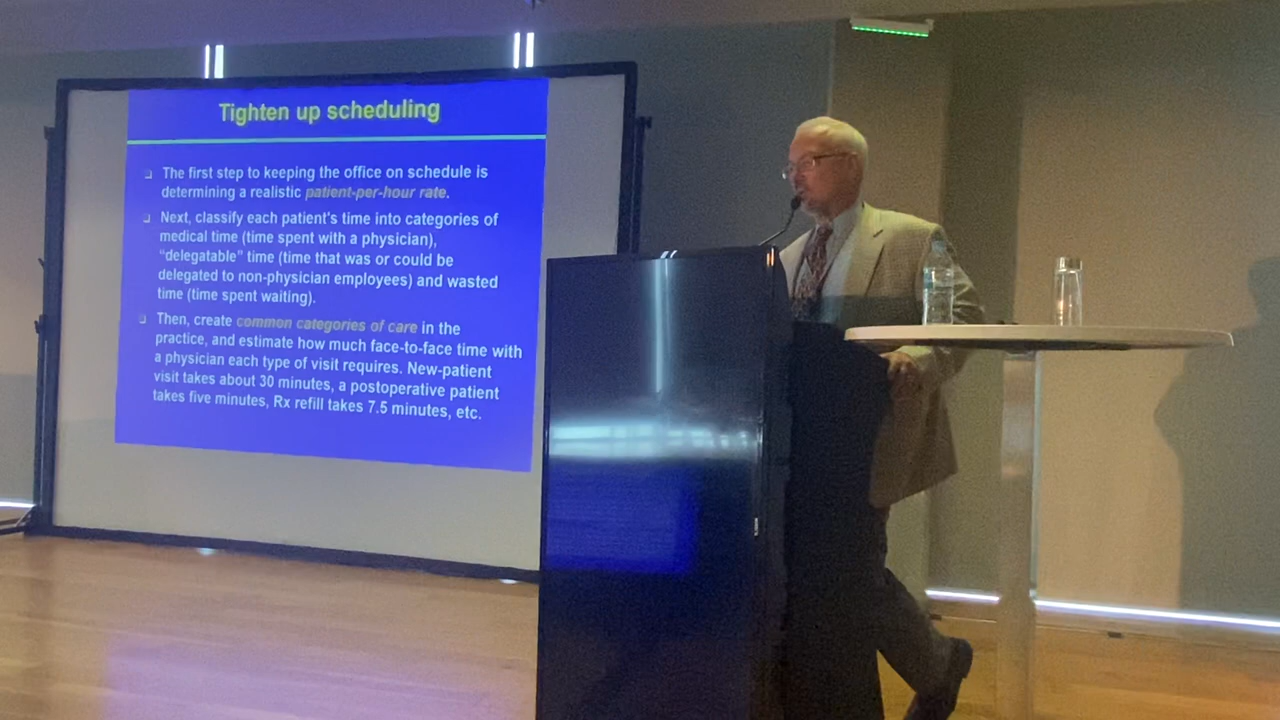 Tighten up scheduling
❑ The first step to keeping the office on schedule is
determining a realistic patient-per-hour rate.
❑ Next, classify each patient's time into categories of
medical time (time spent with a physician),
“delegatable” time (time that was or could be
delegated to non-physician employees) and wasted
time (time spent waiting).
❑ Then, create common categories of care in the
practice, and estimate how much face-to-face time with
a physician each type of visit requires. New-patient
visit takes about 30 minutes, a postoperative patient
takes five minutes, Rx refill takes 7.5 minutes, etc.